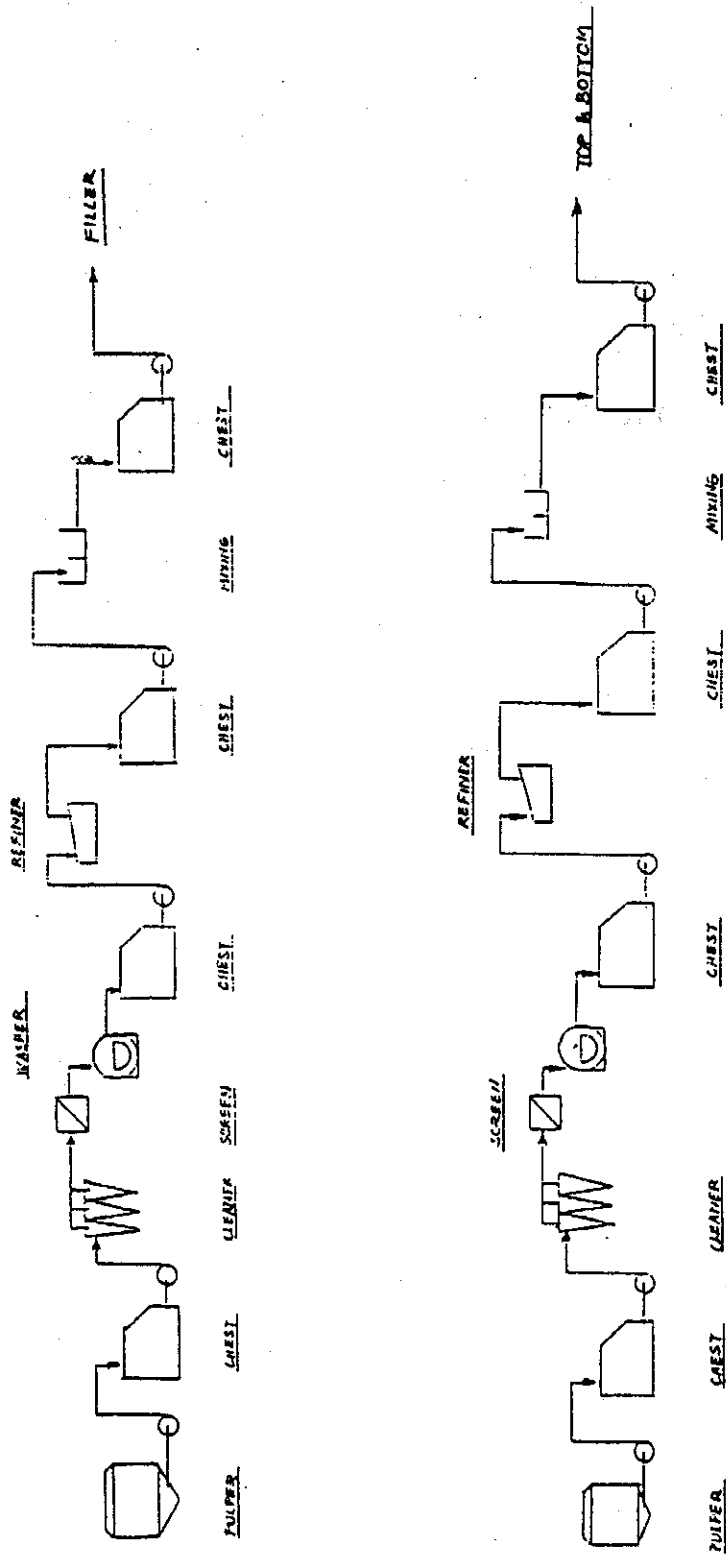 FILLER
WASHER
REFINER
PULPER
CHEST
CLEANER
SCREEN
CHEST
CHEST
MIXING
CHEST
TOP & BOTTOM
SCREEN
REFINER
PULPER
CHEST
CLEANER
CHEST
CHEST
MIXING
CHEST